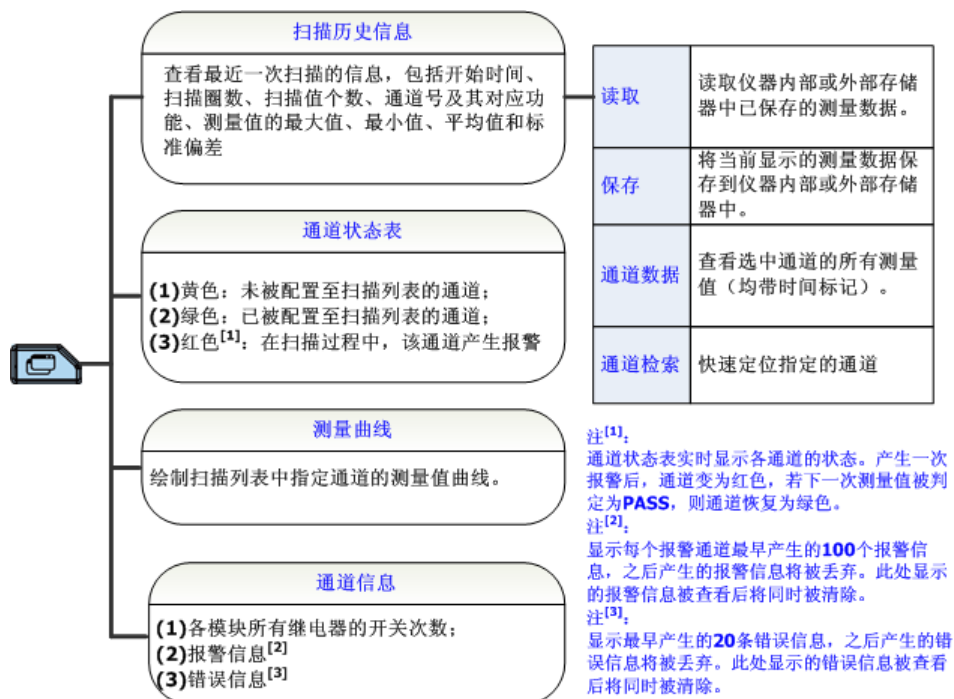 扫描历史信息
查看最近一次扫描的信息，包括开始时间、
扫描圈数、扫描值个数、通道号及其对应功
能、测量值的最大值、最小值、平均值和标
准偏差
读取
读取仪器内部或外部存储
器中已保存的测量数据。
保存
将当前显示的测量数据保
存到仪器内部或外部存储
器中。
通道数据
查看选中通道的所有测量
值（均带时间标记）。
通道检索
快速定位指定的通道
通道状态表
(1)黄色：未被配置至扫描列表的通道；
(2)绿色：已被配置至扫描列表的通道；
(3)红色[1]：在扫描过程中，该通道产生报警
测量曲线
绘制扫描列表中指定通道的测量值曲线。
通道信息
(1)各模块所有继电器的开关次数；
(2)报警信息[2]
(3)错误信息[3]
注[1]：
通道状态表实时显示各通道的状态。产生一次
报警后，通道变为红色，若下一次测量值被判
定为PASS，则通道恢复为绿色。
注[2]：
显示每个报警通道最早产生的100个报警信
息，之后产生的报警信息将被丢弃。此处显示
的报警信息被查看后将同时被清除。
注[3]：
显示最早产生的20条错误信息，之后产生的错
误信息将被丢弃。此处显示的错误信息被查看
后将同时被清除。